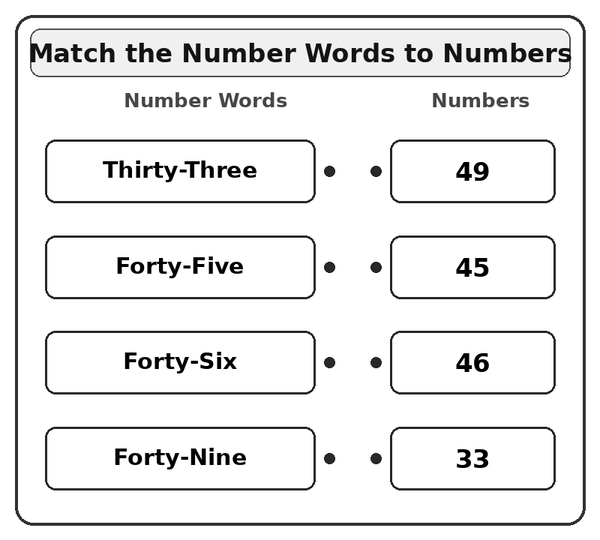 Match the Number Words to Numbers
Number Words Numbers
Thirty-Three 49
Forty-Five 45
Forty-Six 46
Forty-Nine 33